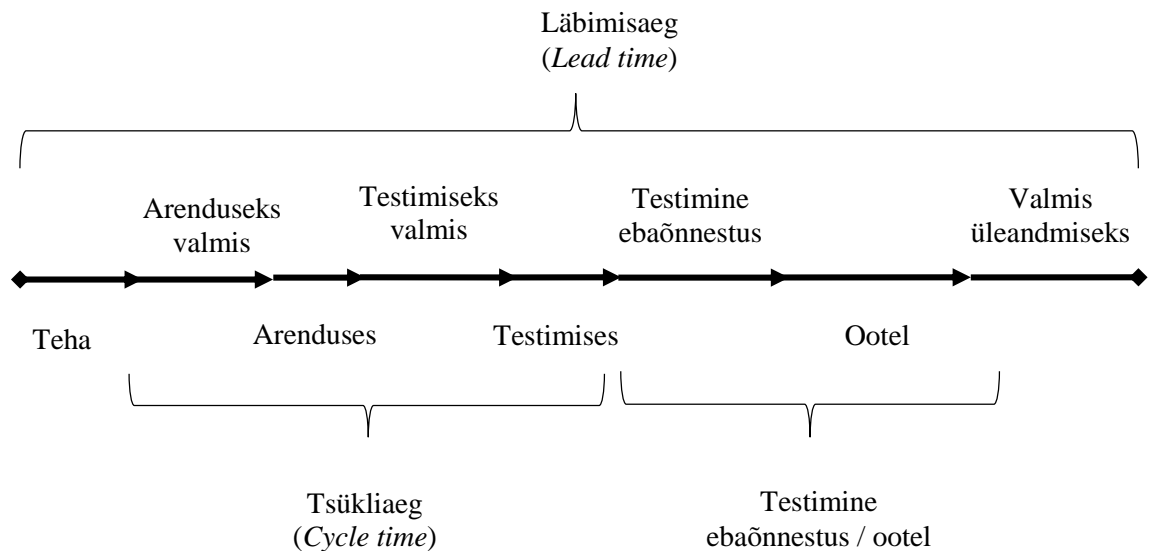 Läbimisaeg
(Lead time)
Arenduseks
valmis
Testimiseks
valmis
Testimine
ebaõnnestus
Valmis
üleandmiseks
Teha
Arenduses
Testimises
Ootel
Tsükliaeg
(Cycle time)
Testimine
ebaõnnestus / ootel